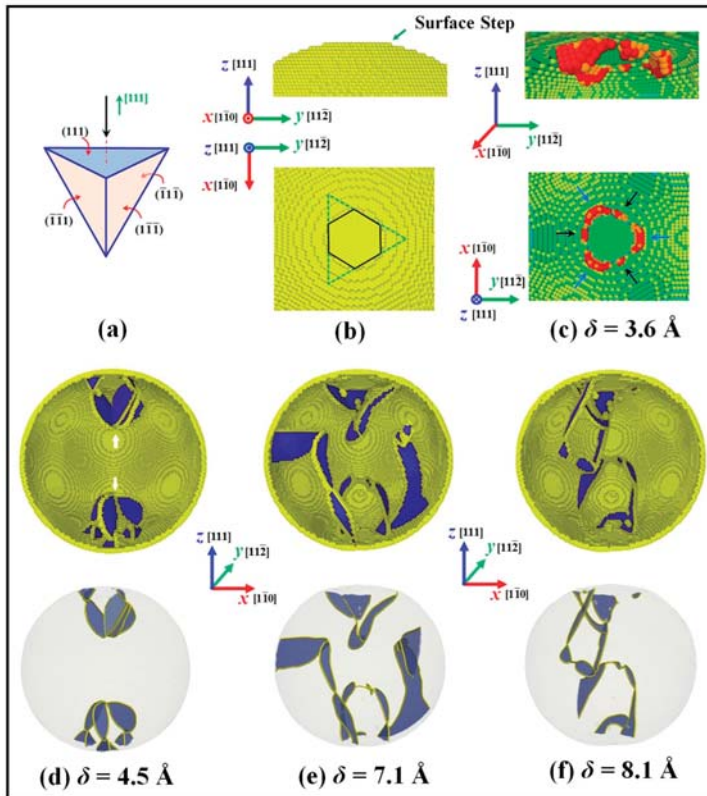 Surface Step
[111]
(111)
(1̄11̄)
(1̄1̄1)
(11̄1̄)
z [111]
x [11̄0]
y [112̄]
z [111]
y [112̄]
x [11̄0]
z [111]
y [112̄]
x [11̄0]
x [11̄0]
y [112̄]
z [111]
(a)
(b)
(c) δ = 3.6 Å
z [111]
y [112̄]
x [11̄0]
z [111]
y [112̄]
x [11̄0]
(d) δ = 4.5 Å
(e) δ = 7.1 Å
(f) δ = 8.1 Å